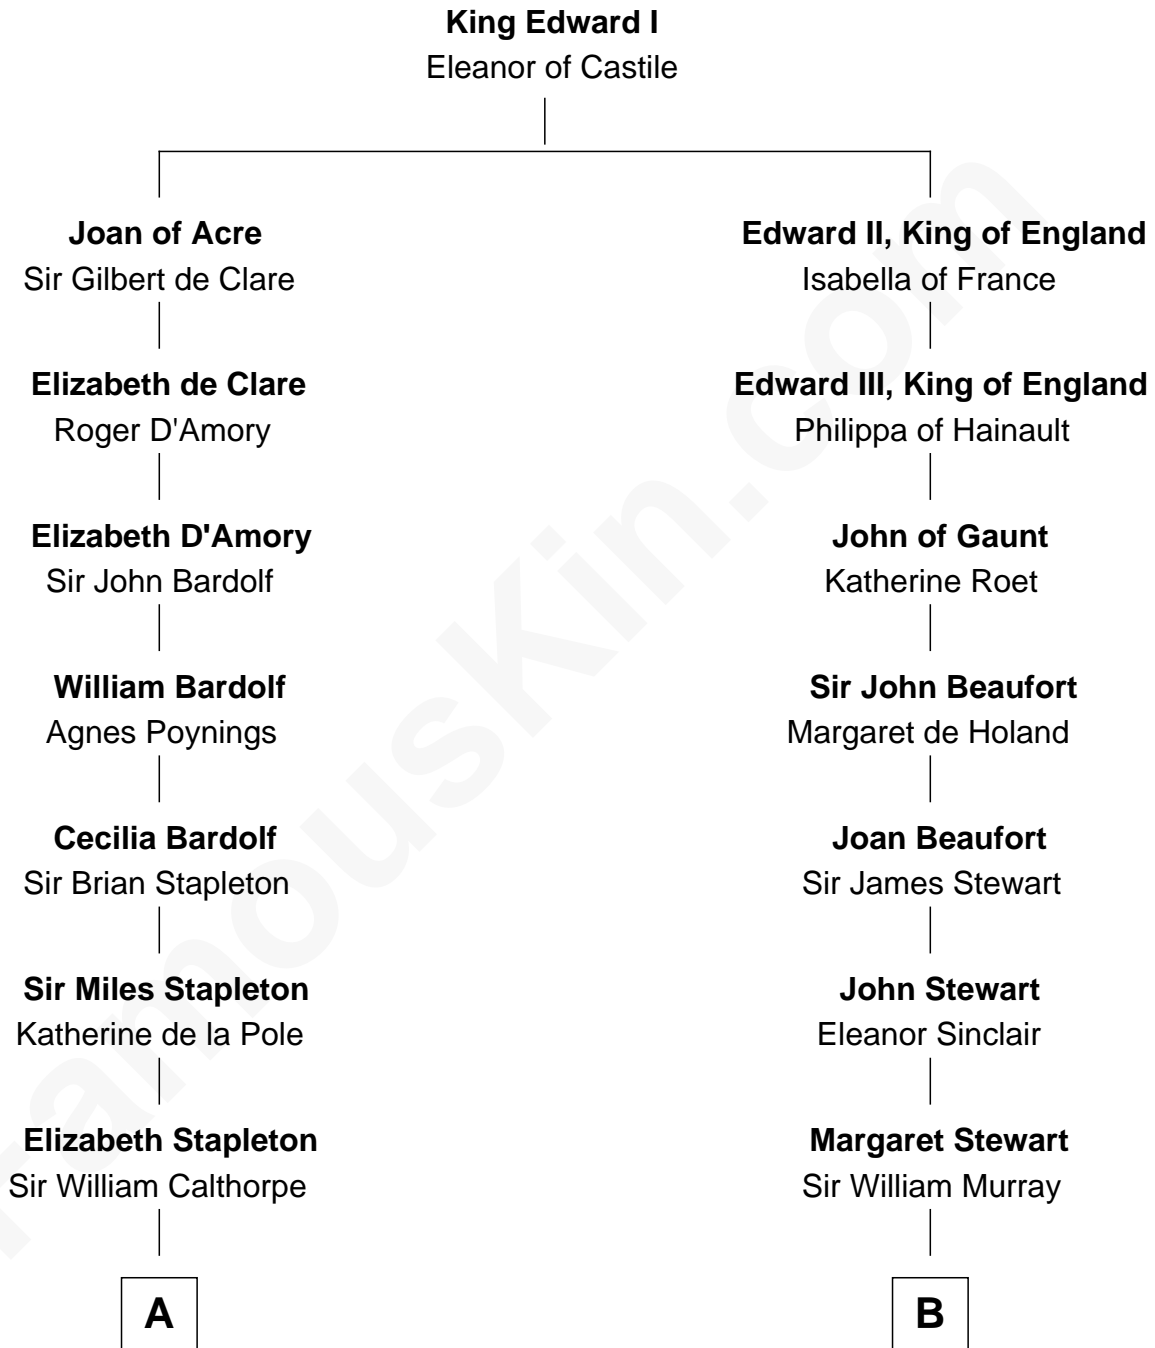 King Edward I
Eleanor of Castile
Joan of Acre
Sir Gilbert de Clare
Elizabeth de Clare
Roger D'Amory
Elizabeth D'Amory
Sir John Bardolf
William Bardolf
Agnes Poynings
Cecilia Bardolf
Sir Brian Stapleton
Sir Miles Stapleton
Katherine de la Pole
Elizabeth Stapleton
Sir William Calthorpe
A
Edward II, King of England
Isabella of France
Edward III, King of England
Philippa of Hainault
John of Gaunt
Katherine Roet
Sir John Beaufort
Margaret de Holand
Joan Beaufort
Sir James Stewart
John Stewart
Eleanor Sinclair
Margaret Stewart
Sir William Murray
B
FamousKin.com